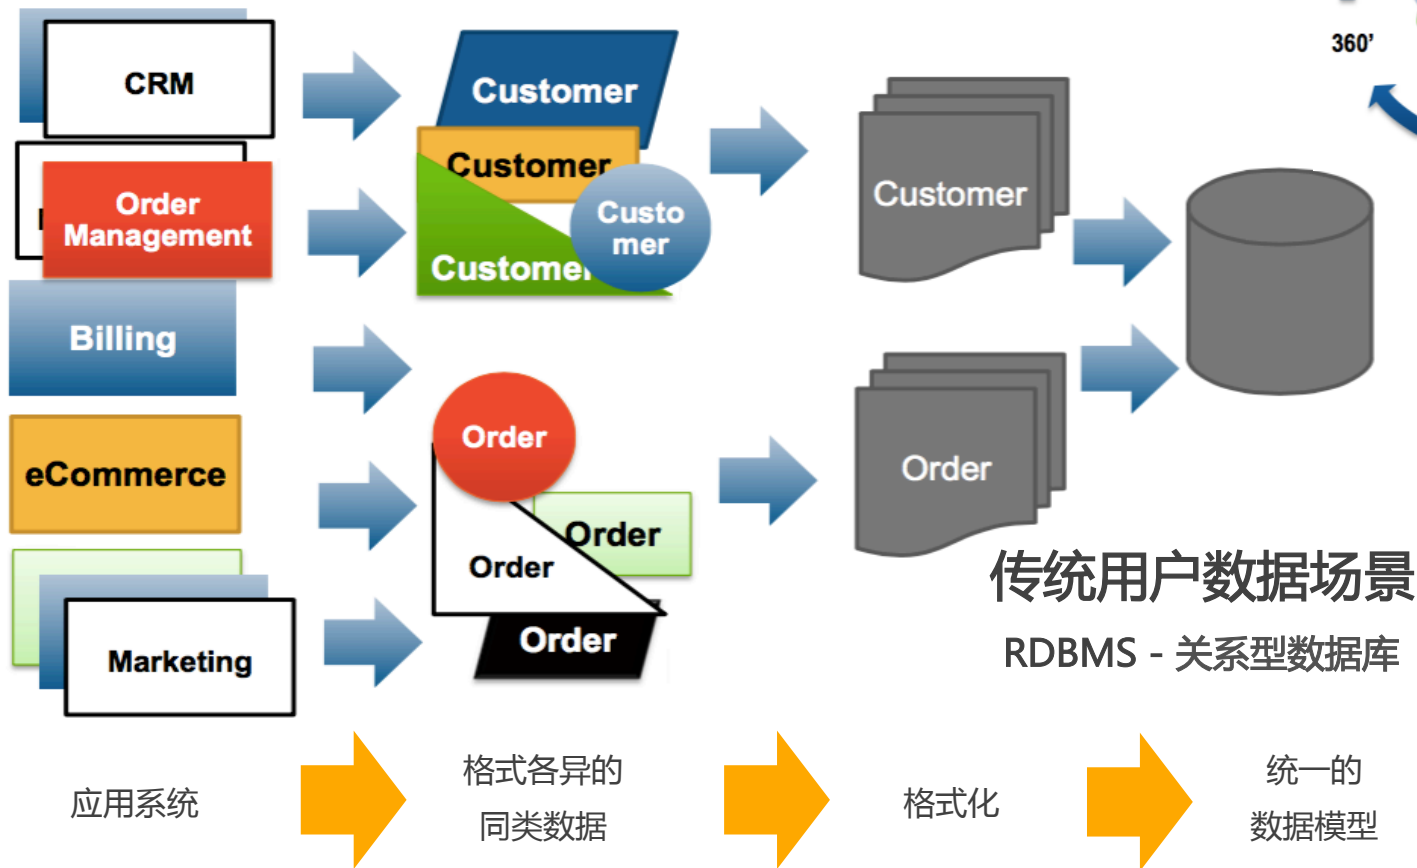 360'
CRM
Order
Management
Billing
eCommerce
Marketing
Customer
Customer
Custo
mer
Customer
Order
Order
Order
Order
Customer
Order
传统用户数据场景
RDBMS - 关系型数据库
应用系统
格式各异的
同类数据
格式化
统一的
数据模型